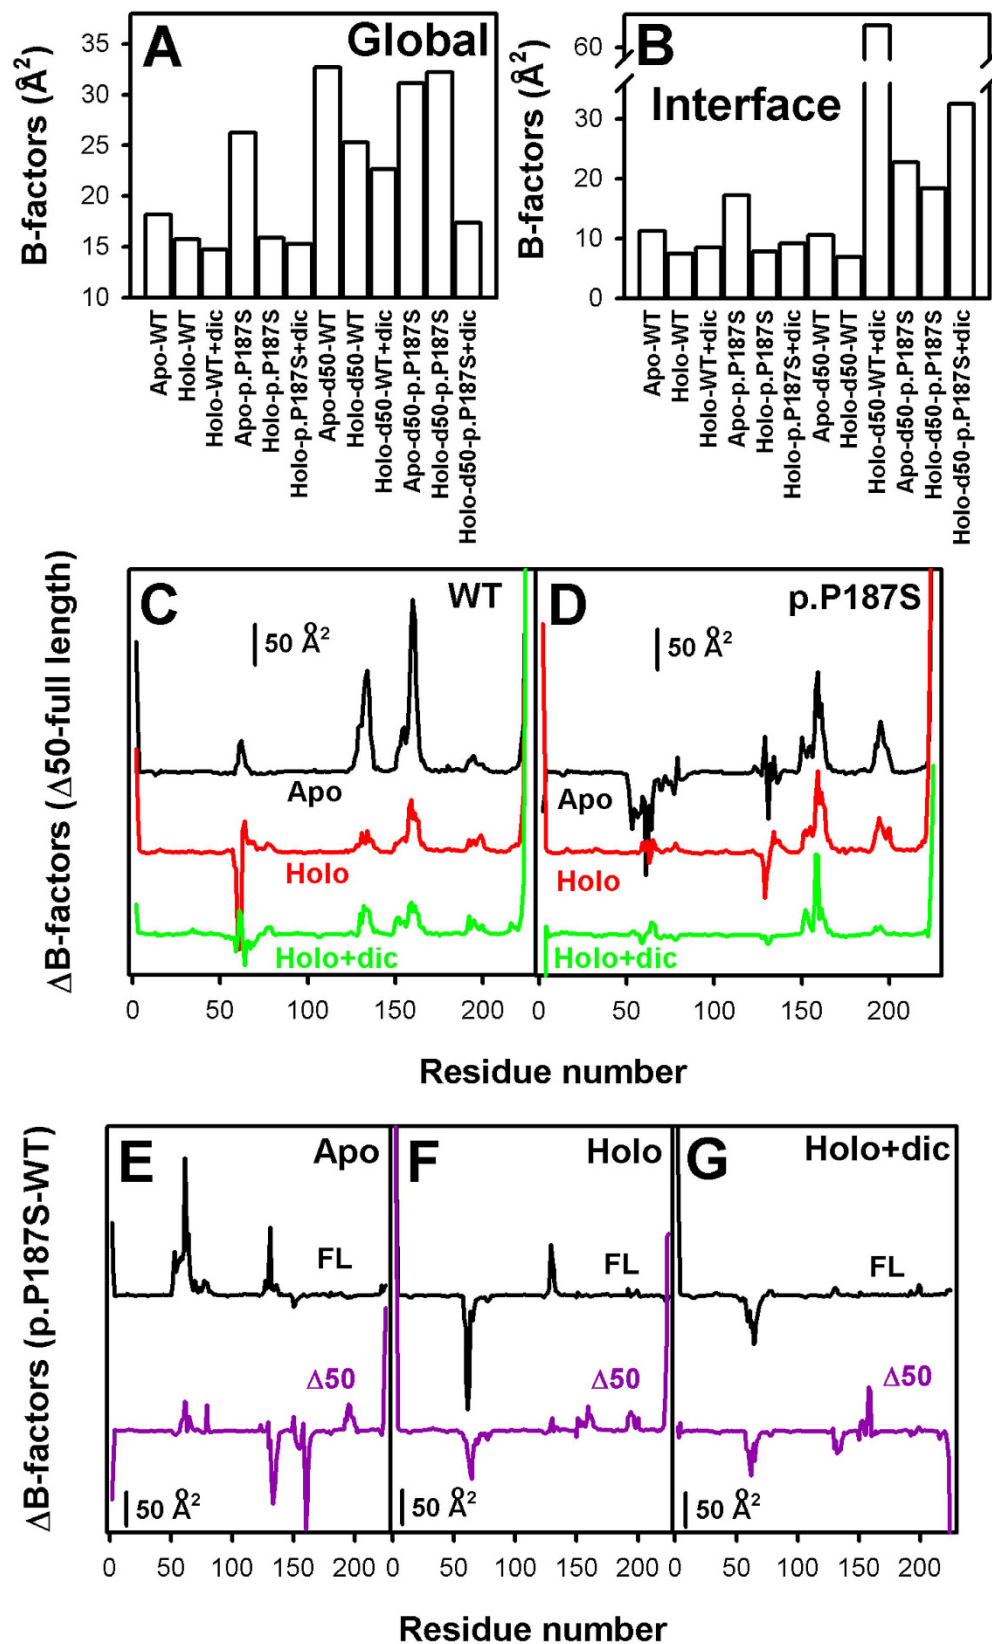 A
Global
B-factors (Å²)
35
30
25
20
15
10
Apo-WT
Holo-WT
Holo-WT+dic
Apo-p.P187S
Holo-p.P187S
Holo-p.P187S+dic
Apo-d50-WT
Holo-d50-WT
Holo-d50-WT+dic
Apo-d50-p.P187S
Holo-d50-p.P187S
Holo-d50-p.P187S+dic
B
Interface
B-factors (Å²)
60
30
20
10
0
Apo-WT
Holo-WT
Holo-WT+dic
Apo-p.P187S
Holo-p.P187S
Holo-p.P187S+dic
Apo-d50-WT
Holo-d50-WT
Holo-d50-WT+dic
Apo-d50-p.P187S
Holo-d50-p.P187S
Holo-d50-p.P187S+dic
ΔB-factors (Δ50-full length)
C
WT
50 Å²
Apo
Holo
Holo+dic
0 50 100 150 200
D
p.P187S
50 Å²
Apo
Holo
Holo+dic
0 50 100 150 200
Residue number
ΔB-factors (p.P187S-WT)
E
Apo
FL
Δ50
50 Å²
0 50 100 150 200
F
Holo
FL
Δ50
50 Å²
0 50 100 150 200
G
Holo+dic
FL
Δ50
50 Å²
0 50 100 150 200
Residue number